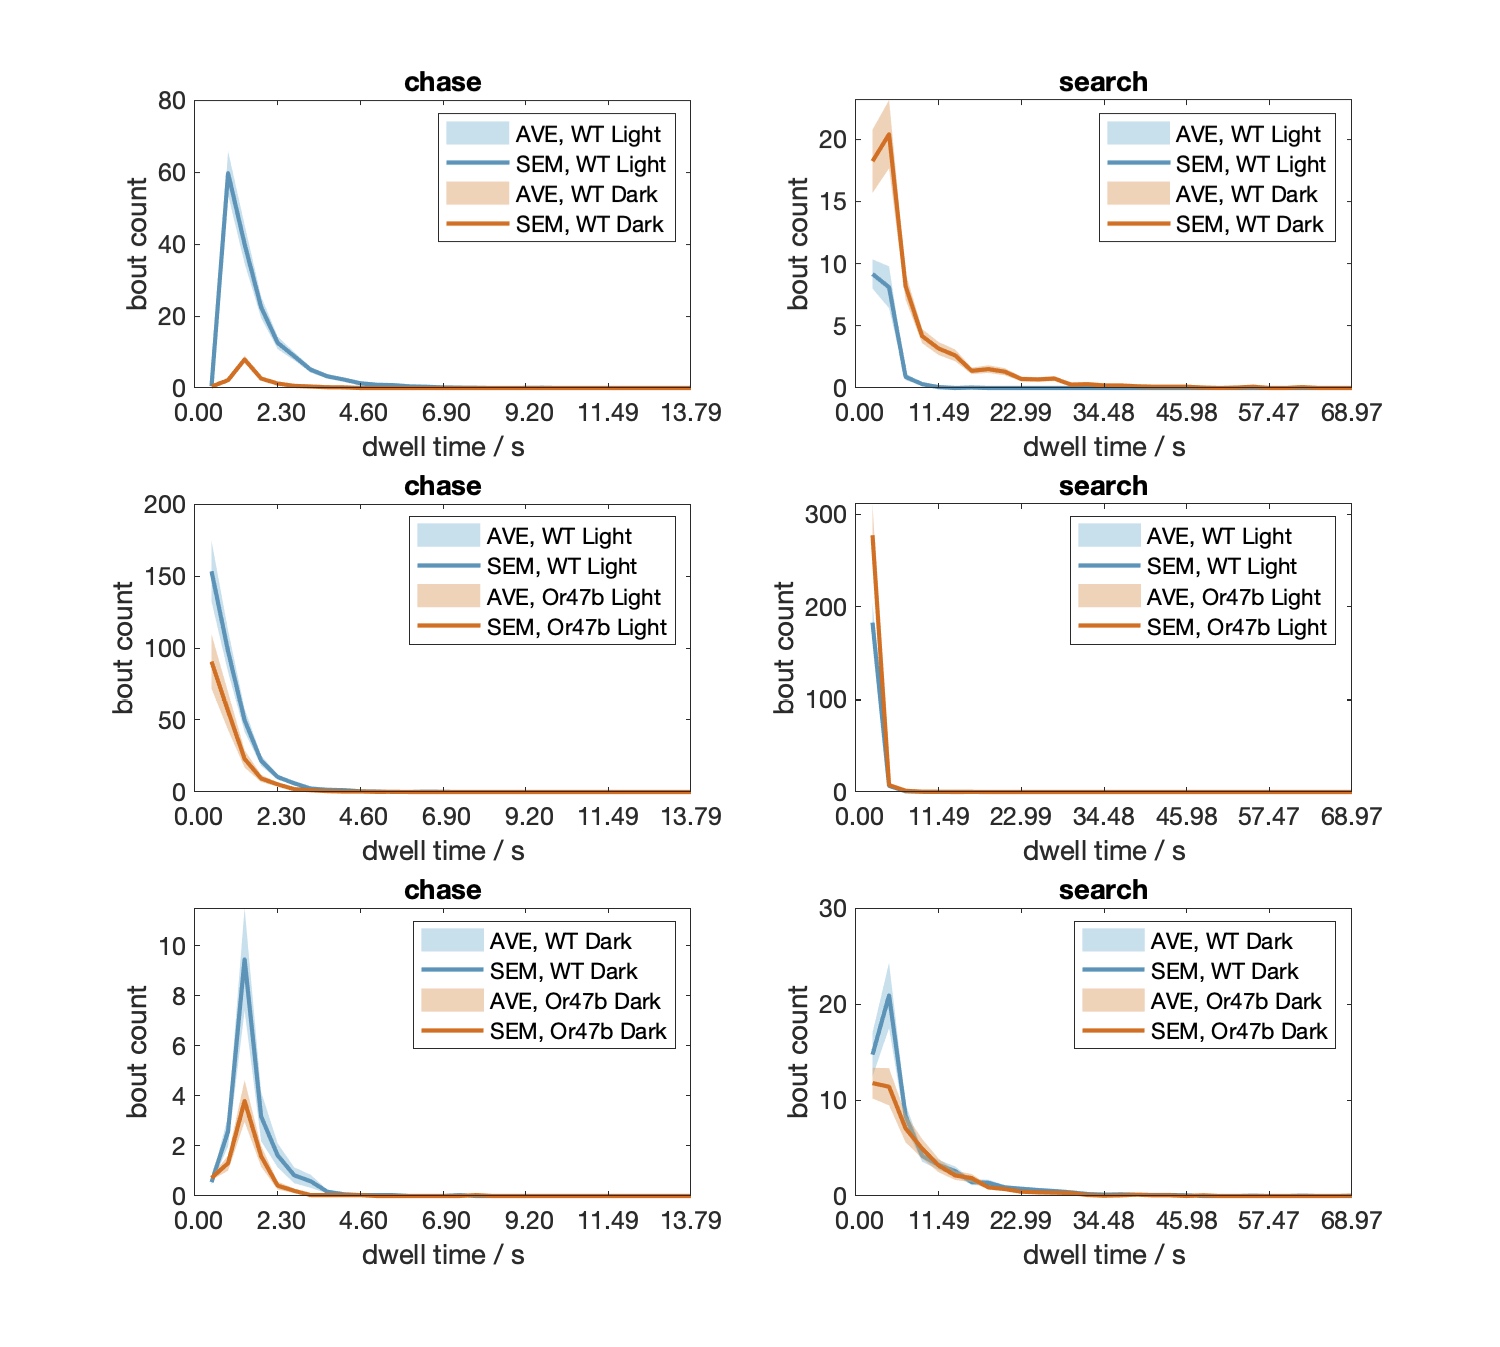 chase
80
60
40
20
0
bout count
AVE, WT Light
SEM, WT Light
AVE, WT Dark
SEM, WT Dark
0.00 2.30 4.60 6.90 9.20 11.49 13.79
dwell time / s
search
20
15
10
5
0
bout count
AVE, WT Light
SEM, WT Light
AVE, WT Dark
SEM, WT Dark
0.00 11.49 22.99 34.48 45.98 57.47 68.97
dwell time / s
chase
200
150
100
50
0
bout count
AVE, WT Light
SEM, WT Light
AVE, Or47b Light
SEM, Or47b Light
0.00 2.30 4.60 6.90 9.20 11.49 13.79
dwell time / s
search
300
200
100
0
bout count
AVE, WT Light
SEM, WT Light
AVE, Or47b Light
SEM, Or47b Light
0.00 11.49 22.99 34.48 45.98 57.47 68.97
dwell time / s
chase
10
8
6
4
2
0
bout count
AVE, WT Dark
SEM, WT Dark
AVE, Or47b Dark
SEM, Or47b Dark
0.00 2.30 4.60 6.90 9.20 11.49 13.79
dwell time / s
search
30
20
10
0
bout count
AVE, WT Dark
SEM, WT Dark
AVE, Or47b Dark
SEM, Or47b Dark
0.00 11.49 22.99 34.48 45.98 57.47 68.97
dwell time / s